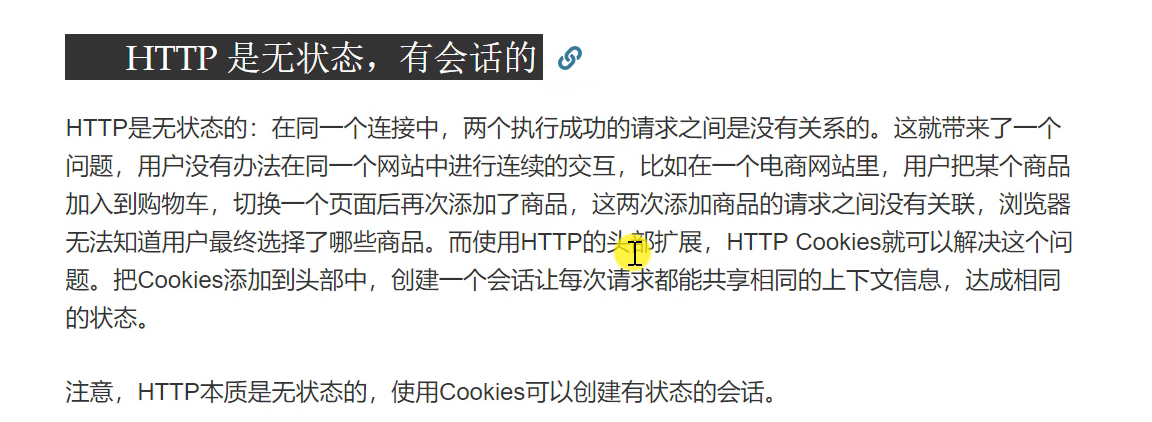 HTTP 是无状态，有会话的
HTTP是无状态的：在同一个连接中，两个执行成功的请求之间是没有关系的。这就带来了一个
问题，用户没有办法在同一个网站中进行连续的交互，比如在一个电商网站里，用户把某个商品
加入到购物车，切换一个页面后再次添加了商品，这两次添加商品的请求之间没有关联，浏览器
无法知道用户最终选择了哪些商品。而使用HTTP的头部扩展，HTTP Cookies就可以解决这个问
题。把Cookies添加到头部中，创建一个会话让每次请求都能共享相同的上下文信息，达成相同
的状态。
注意，HTTP本质是无状态的，使用Cookies可以创建有状态的会话。